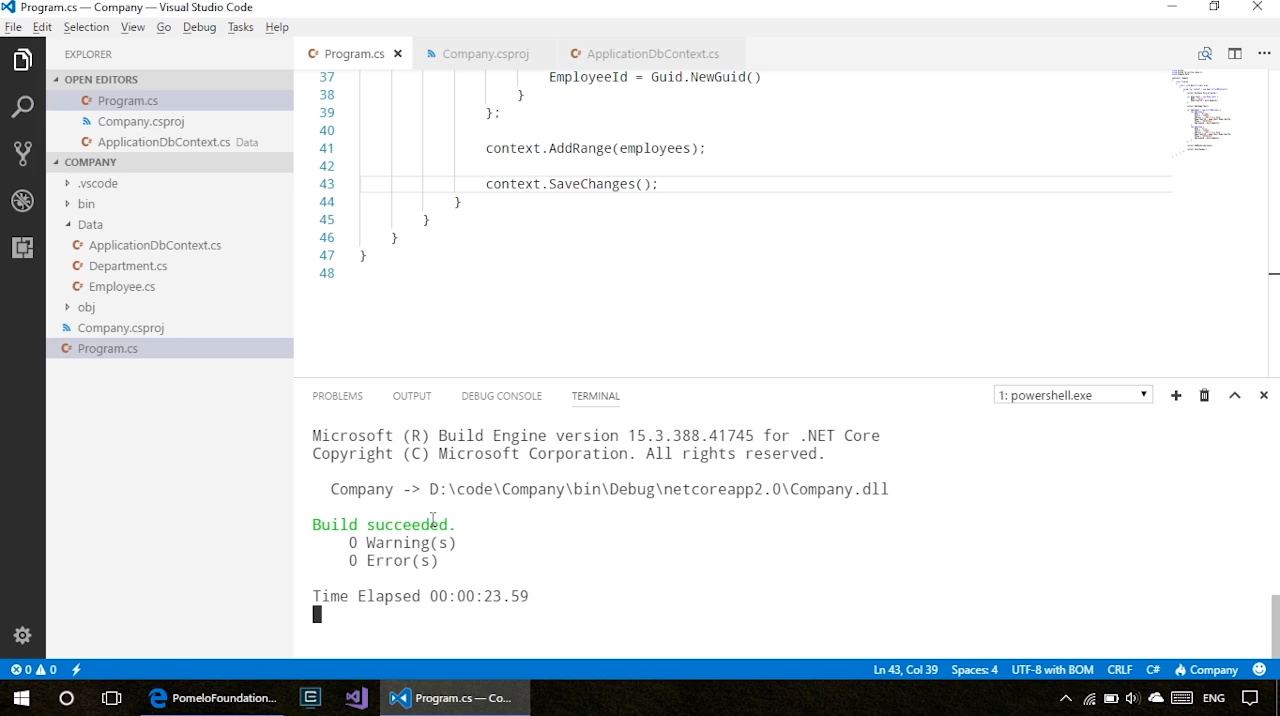 Program.cs — Company — Visual Studio Code
File Edit Selection View Go Debug Tasks Help
EXPLORER
OPEN EDITORS
Program.cs
Company.csproj
ApplicationDbContext.cs Data
COMPANY
.vscode
bin
Data
ApplicationDbContext.cs
Department.cs
Employee.cs
obj
Company.csproj
Program.cs
Program.cs Company.csproj ApplicationDbContext.cs
37 EmployeeId = Guid.NewGuid()
38 }
39 };
40
41 context.AddRange(employees);
42
43 context.SaveChanges();
44 }
45 }
46 }
47 }
48
PROBLEMS OUTPUT DEBUG CONSOLE TERMINAL 1: powershell.exe
Microsoft (R) Build Engine version 15.3.388.41745 for .NET Core
Copyright (C) Microsoft Corporation. All rights reserved.
Company -> D:\code\Company\bin\Debug\netcoreapp2.0\Company.dll
Build succeeded.
0 Warning(s)
0 Error(s)
Time Elapsed 00:00:23.59
0 0 Ln 43, Col 39 Spaces: 4 UTF-8 with BOM CRLF C# Company
PomeloFoundation... Program.cs — Co... ENG